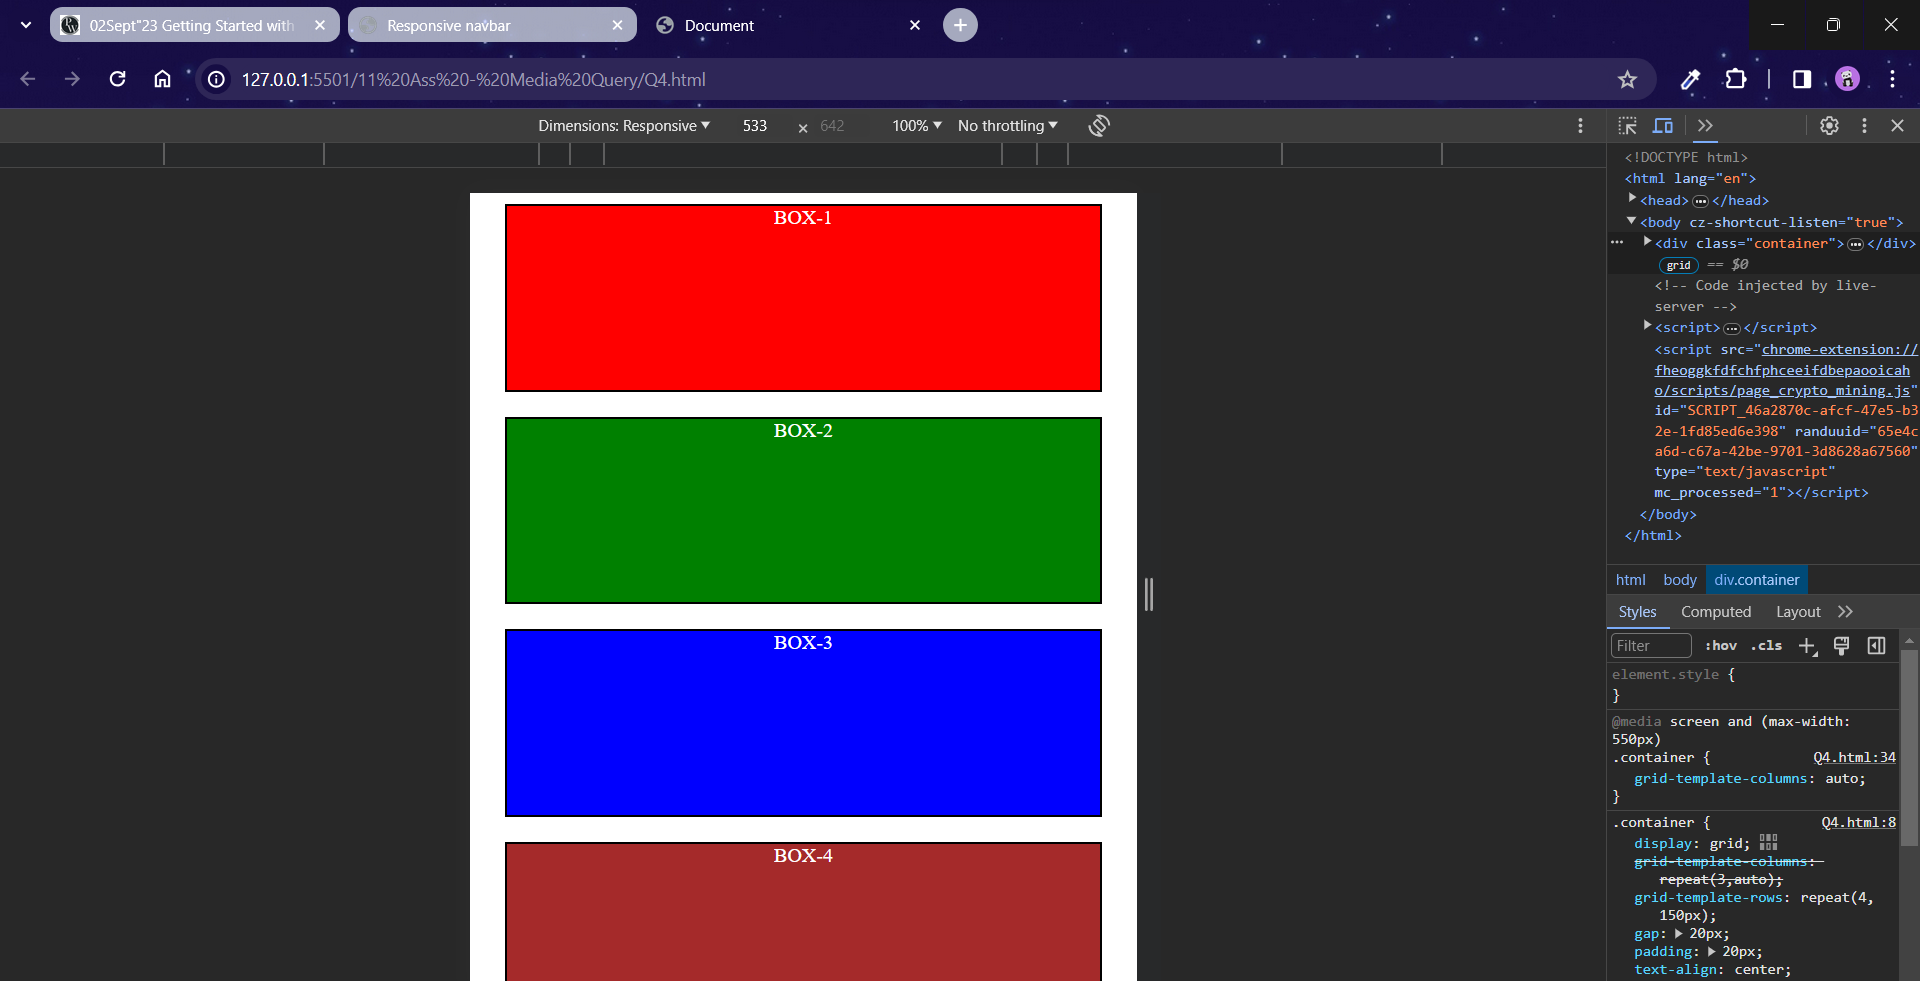 02Sept"23 Getting Started with
Responsive navbar
Document
127.0.0.1:5501/11%20Ass%20-%20Media%20Query/Q4.html
Dimensions: Responsive
533
x
642
100%
No throttling
BOX-1
BOX-2
BOX-3
BOX-4
<!DOCTYPE html>
<html lang="en">
<head>…</head>
<body cz-shortcut-listen="true">
<div class="container">…</div>
grid == $0
<!-- Code injected by live-
server -->
<script>…</script>
<script src="chrome-extension://
fheoggkfdfchfphceeifdbepaooicah
o/scripts/page_crypto_mining.js"
id="SCRIPT_46a2870c-afcf-47e5-b3
2e-1fd85ed6e398" randuuid="65e4c
a6d-c67a-42be-9701-3d8628a67560"
type="text/javascript"
mc_processed="1"></script>
</body>
</html>
html body div.container
Styles Computed Layout
Filter :hov .cls
element.style {
}
@media screen and (max-width:
550px)
.container { Q4.html:34
grid-template-columns: auto;
}
.container { Q4.html:8
display: grid;
grid-template-columns:
repeat(3,auto);
grid-template-rows: repeat(4,
150px);
gap: 20px;
padding: 20px;
text-align: center;